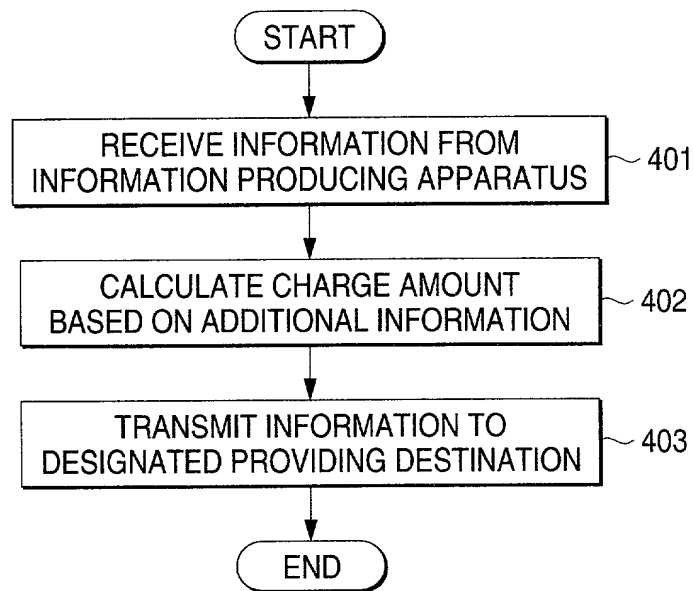 START
RECEIVE INFORMATION FROM
INFORMATION PRODUCING APPARATUS
401
CALCULATE CHARGE AMOUNT
BASED ON ADDITIONAL INFORMATION
402
TRANSMIT INFORMATION TO
DESIGNATED PROVIDING DESTINATION
403
END